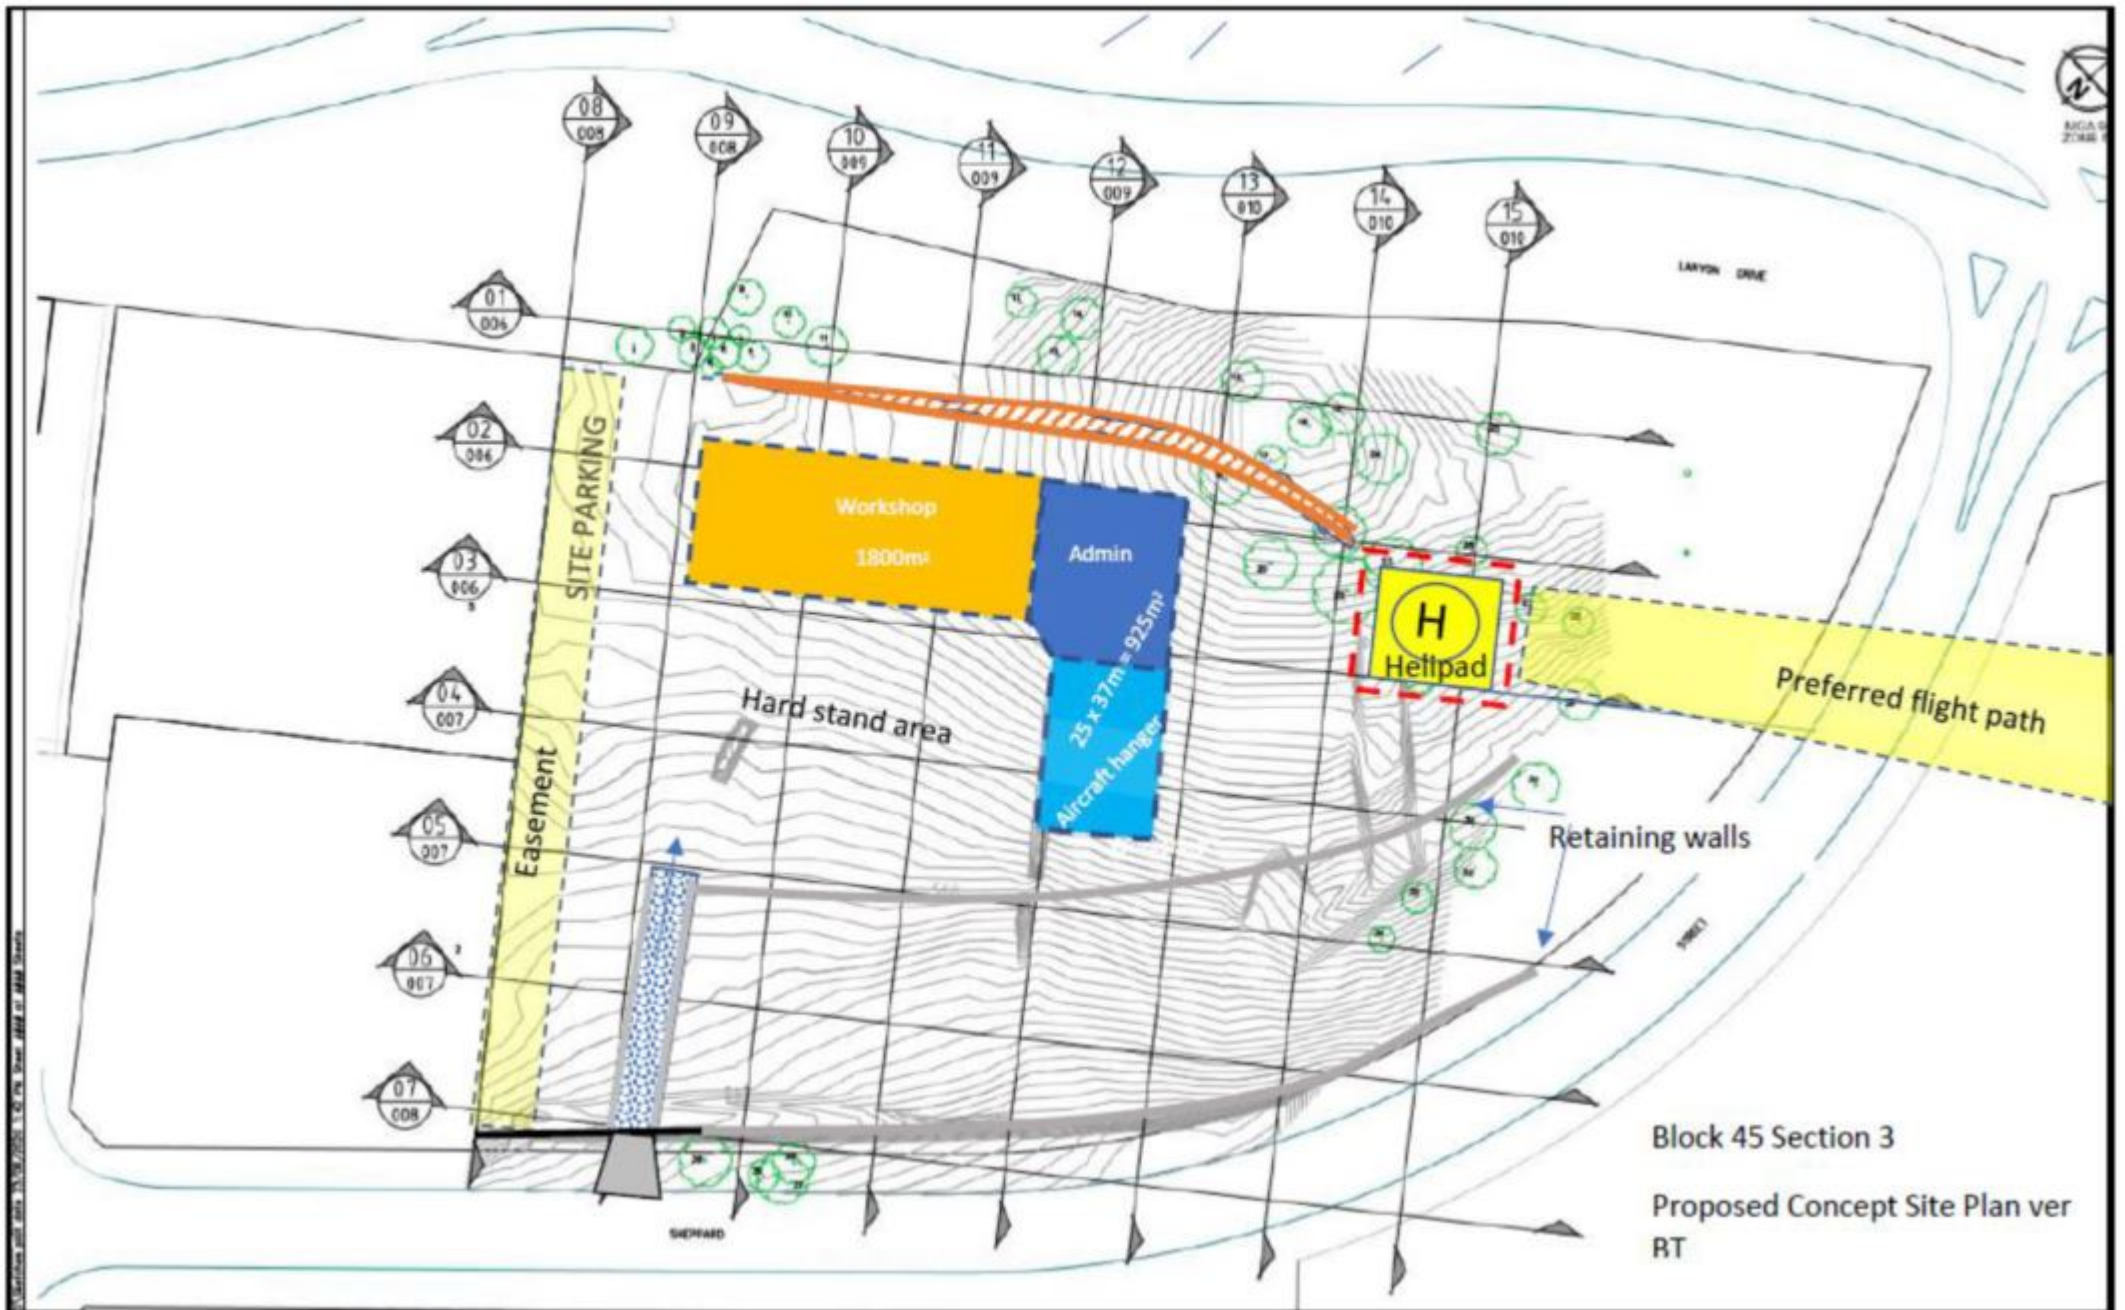 08
008
09
008
10
009
11
009
12
009
13
010
14
010
15
010
N
LANYON DRIVE
01
006
02
006
03
006
04
007
05
007
06
007
07
008
SITE PARKING
Easement
Workshop
1800m²
Admin
25 x 37m = 925m²
Aircraft hanger
Hard stand area
H
Helipad
Preferred flight path
Retaining walls
STREET
SHEPPARD
Block 45 Section 3
Proposed Concept Site Plan ver
RT